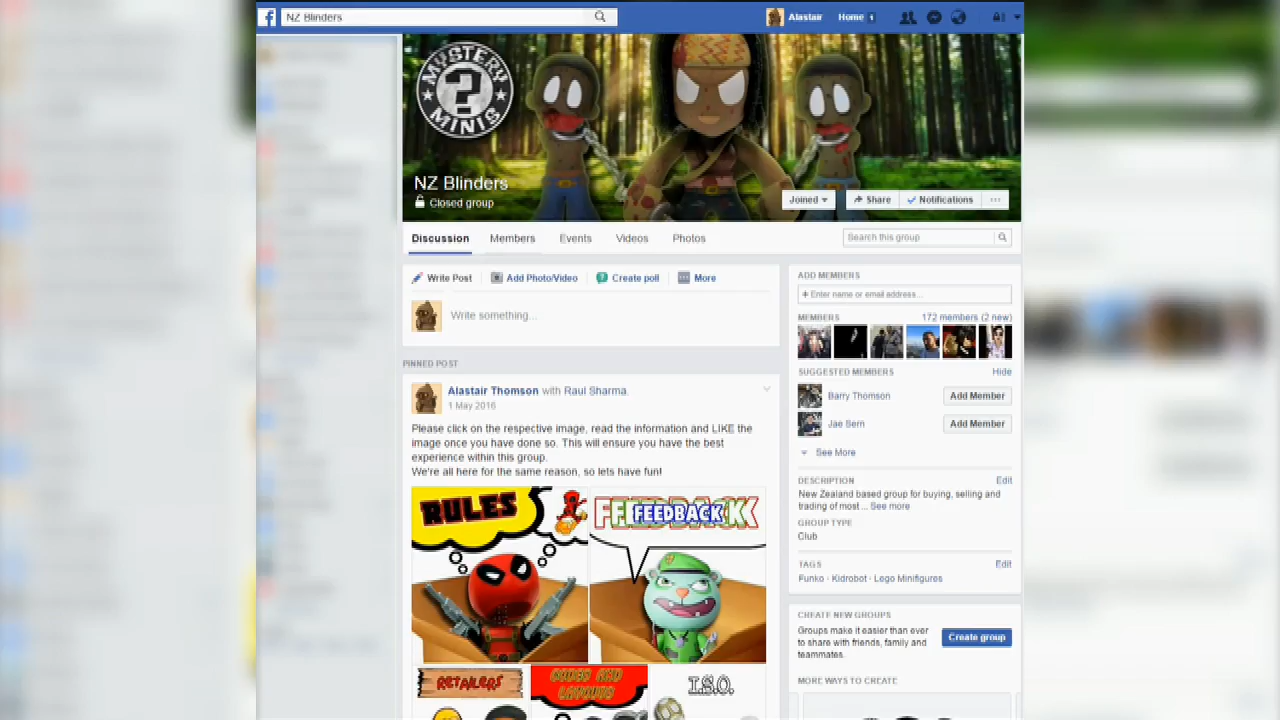 NZ Blinders
Alastair
Home 1
MYSTERY
?
MINIS
NZ Blinders
Closed group
Joined
Share
Notifications
Discussion
Members
Events
Videos
Photos
Search this group
Write Post
Add Photo/Video
Create poll
More
Write something...
PINNED POST
Alastair Thomson with Raul Sharma.
1 May 2016
Please click on the respective image, read the information and LIKE the
image once you have done so. This will ensure you have the best
experience within this group.
We're all here for the same reason, so lets have fun!
RULES
FEEDBACK
FEEDBACK
RETAILERS
ORDER AND
LAYOUTS
I.S.O.
ADD MEMBERS
+ Enter name or email address...
MEMBERS
172 members (2 new)
SUGGESTED MEMBERS
Hide
Barry Thomson
Add Member
Jae Sern
Add Member
See More
DESCRIPTION
Edit
New Zealand based group for buying, selling and
trading of most ... See more
GROUP TYPE
Club
TAGS
Edit
Funko · Kidrobot · Lego Minifigures
CREATE NEW GROUPS
Groups make it easier than ever
to share with friends, family and
teammates.
Create group
MORE WAYS TO CREATE